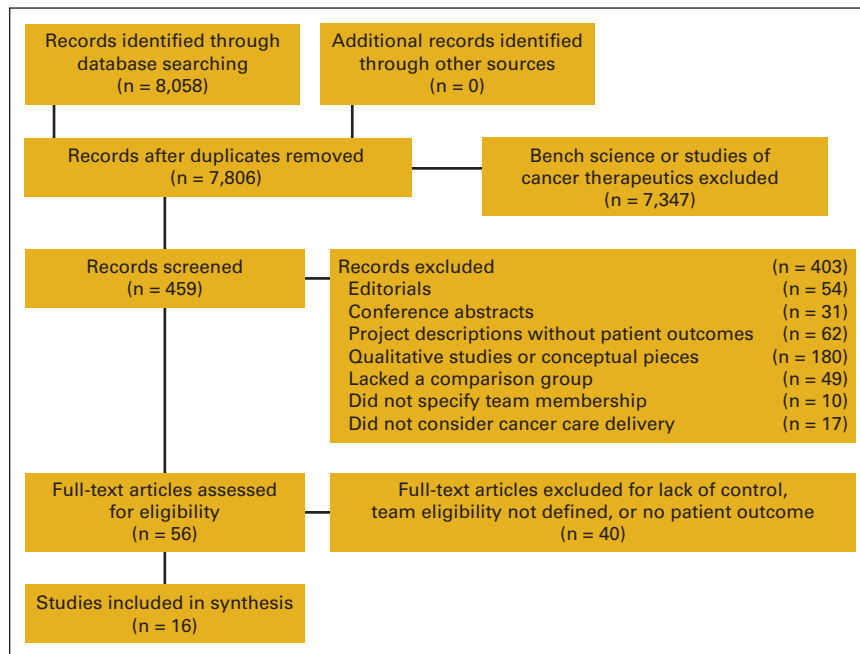 Records identified through
database searching
(n = 8,058)
Additional records identified
through other sources
(n = 0)
Records after duplicates removed
(n = 7,806)
Bench science or studies of
cancer therapeutics excluded
(n = 7,347)
Records screened
(n = 459)
Records excluded (n = 403)
Editorials (n = 54)
Conference abstracts (n = 31)
Project descriptions without patient outcomes (n = 62)
Qualitative studies or conceptual pieces (n = 180)
Lacked a comparison group (n = 49)
Did not specify team membership (n = 10)
Did not consider cancer care delivery (n = 17)
Full-text articles assessed
for eligibility
(n = 56)
Full-text articles excluded for lack of control,
team eligibility not defined, or no patient outcome
(n = 40)
Studies included in synthesis
(n = 16)